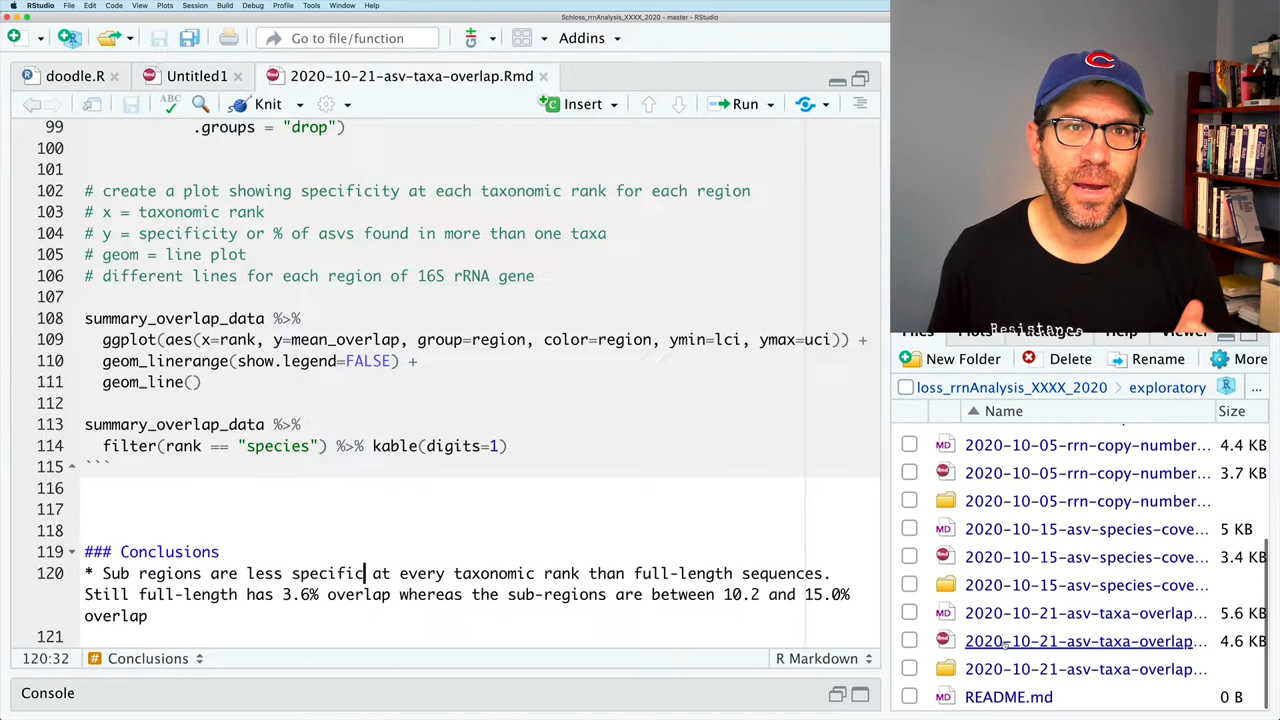 RStudio File Edit Code View Plots Session Build Debug Profile Tools Window Help
Schloss_rrnAnalysis_XXXX_2020 - master - RStudio
Go to file/function
Addins
doodle.R
Untitled1
2020-10-21-asv-taxa-overlap.Rmd
ABC
Knit
Insert
Run
99 .groups = "drop")
100
101
102 # create a plot showing specificity at each taxonomic rank for each region
103 # x = taxonomic rank
104 # y = specificity or % of asvs found in more than one taxa
105 # geom = line plot
106 # different lines for each region of 16S rRNA gene
107
108 summary_overlap_data %>%
109 ggplot(aes(x=rank, y=mean_overlap, group=region, color=region, ymin=lci, ymax=uci)) +
110 geom_linerange(show.legend=FALSE) +
111 geom_line()
112
113 summary_overlap_data %>%
114 filter(rank == "species") %>% kable(digits=1)
115 ```
116
117
118
119 ### Conclusions
120 * Sub regions are less specific at every taxonomic rank than full-length sequences.
Still full-length has 3.6% overlap whereas the sub-regions are between 10.2 and 15.0%
overlap
121
120:32 Conclusions R Markdown
Console
Resistance
New Folder Delete Rename More
loss_rrnAnalysis_XXXX_2020 exploratory ...
Name Size
2020-10-05-rrn-copy-number... 4.4 KB
2020-10-05-rrn-copy-number... 3.7 KB
2020-10-05-rrn-copy-number...
2020-10-15-asv-species-cove... 5 KB
2020-10-15-asv-species-cove... 3.4 KB
2020-10-15-asv-species-cove...
2020-10-21-asv-taxa-overlap... 5.6 KB
2020-10-21-asv-taxa-overlap... 4.6 KB
2020-10-21-asv-taxa-overlap...
README.md 0 B